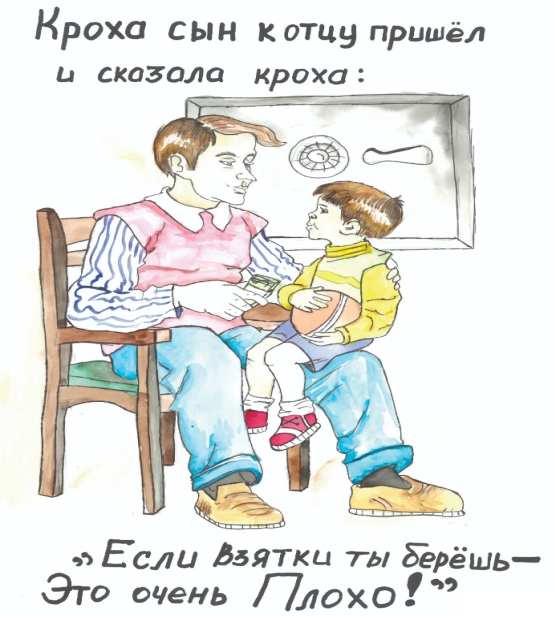 Кроха сын к отцу пришёл
и сказала кроха:
„Если взятки ты берёшь—
Это очень Плохо!”